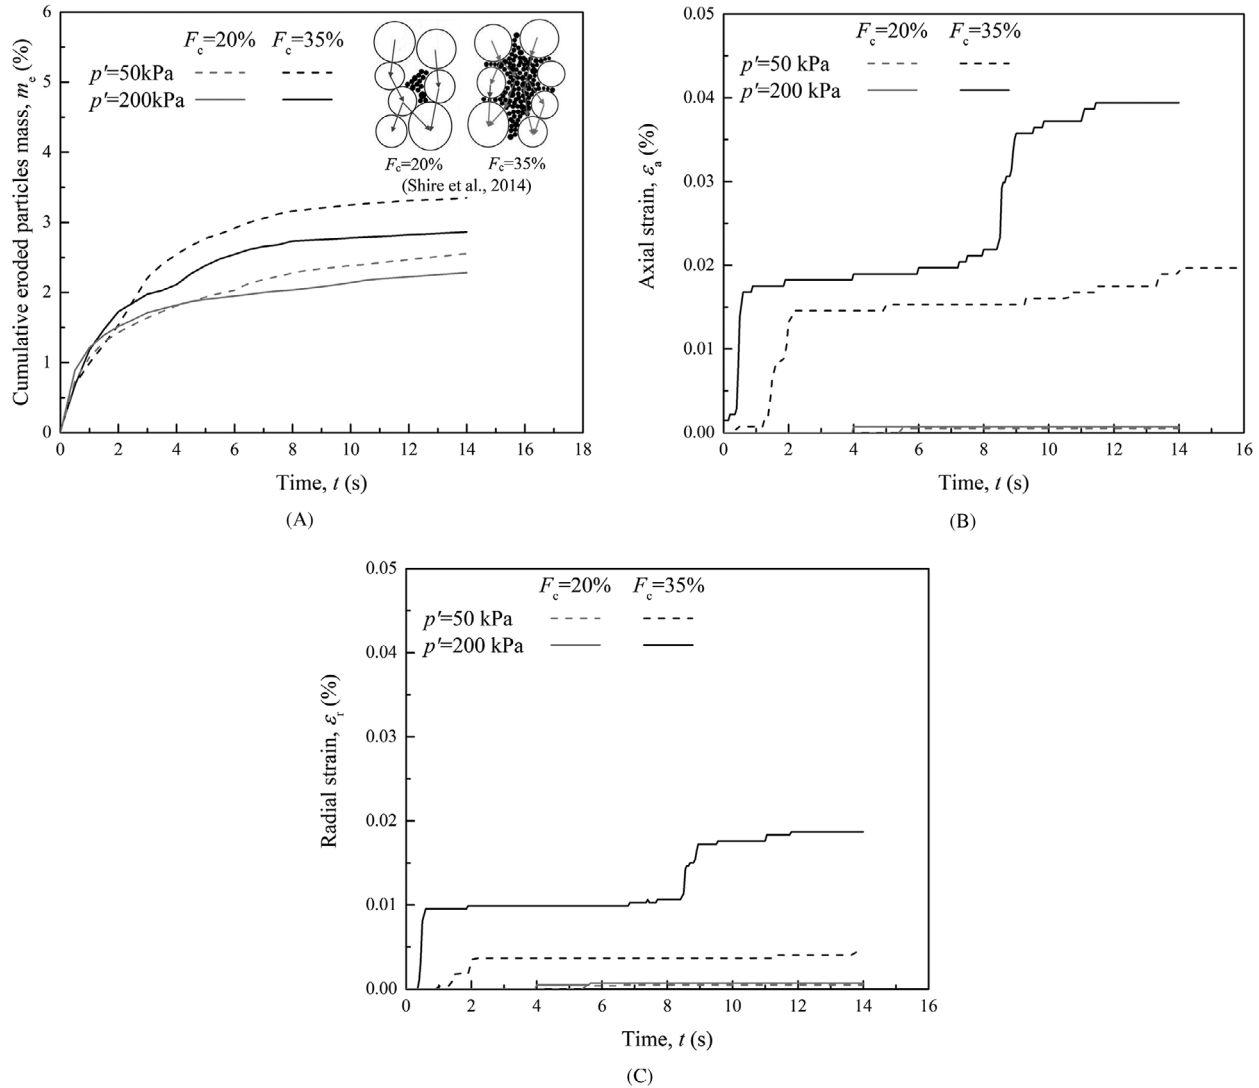 Cumulative eroded particles mass, mₑ (%)
6
5
4
3
2
1
0
F_c=20% F_c=35%
p'=50kPa
p'=200kPa
F_c=20% F_c=35%
(Shire et al., 2014)
0 2 4 6 8 10 12 14 16 18
Time, t (s)
(A)
Axial strain, ε_a (%)
0.05
0.04
0.03
0.02
0.01
0.00
F_c=20% F_c=35%
p'=50 kPa
p'=200 kPa
0 2 4 6 8 10 12 14 16
Time, t (s)
(B)
Radial strain, ε_r (%)
0.05
0.04
0.03
0.02
0.01
0.00
F_c=20% F_c=35%
p'=50 kPa
p'=200 kPa
0 2 4 6 8 10 12 14 16
Time, t (s)
(C)